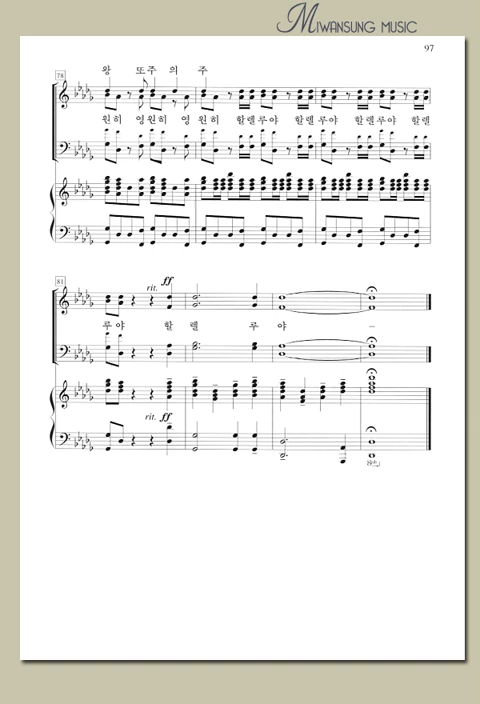 MIWANSUNG MUSIC
97
78
왕 또주 의 주
원히 영원히 영 원히 할렐루야 할렐루야 할렐루야 할렐
81
rit. ff
루야 할 렐 루 야
rit. ff
8vb